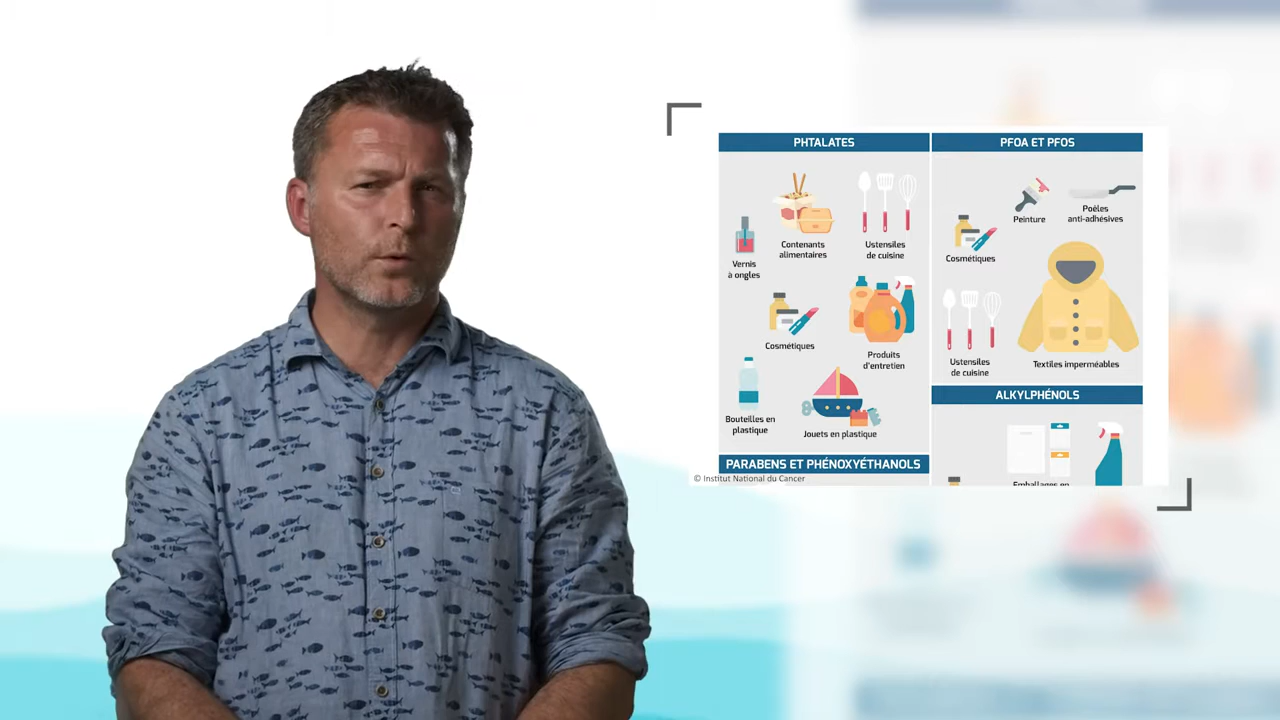 PHTALATES
Vernis
à ongles
Contenants
alimentaires
Ustensiles
de cuisine
Cosmétiques
Produits
d'entretien
Bouteilles en
plastique
Jouets en plastique
PARABENS ET PHÉNOXYÉTHANOLS
© Institut National du Cancer
PFOA ET PFOS
Cosmétiques
Peinture
Poêles
anti-adhésives
Ustensiles
de cuisine
Textiles imperméables
ALKYLPHÉNOLS
Emballages en